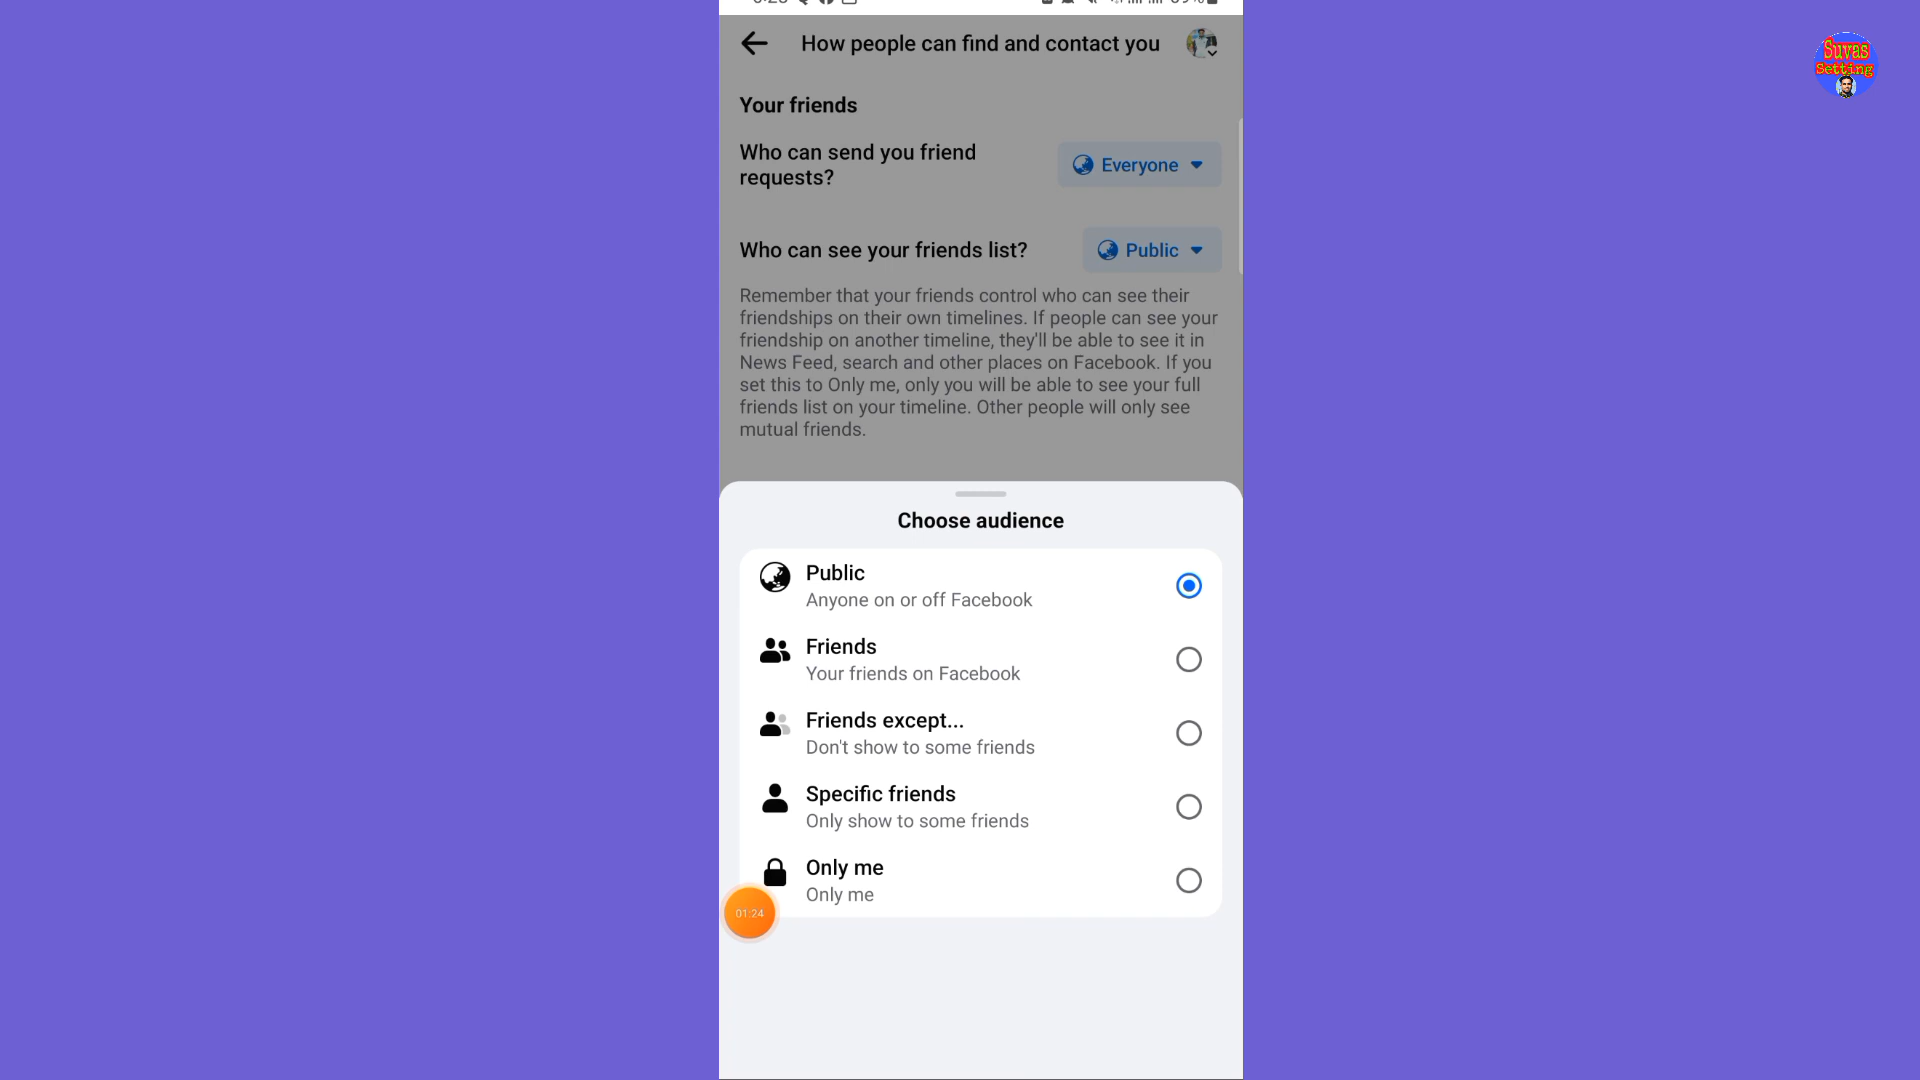 How people can find and contact you
Suvas
Setting
Your friends
Who can send you friend
requests?
Everyone
Who can see your friends list?
Public
Remember that your friends control who can see their
friendships on their own timelines. If people can see your
friendship on another timeline, they'll be able to see it in
News Feed, search and other places on Facebook. If you
set this to Only me, only you will be able to see your full
friends list on your timeline. Other people will only see
mutual friends.
Choose audience
Public
Anyone on or off Facebook
Friends
Your friends on Facebook
Friends except...
Don't show to some friends
Specific friends
Only show to some friends
Only me
Only me
01:24